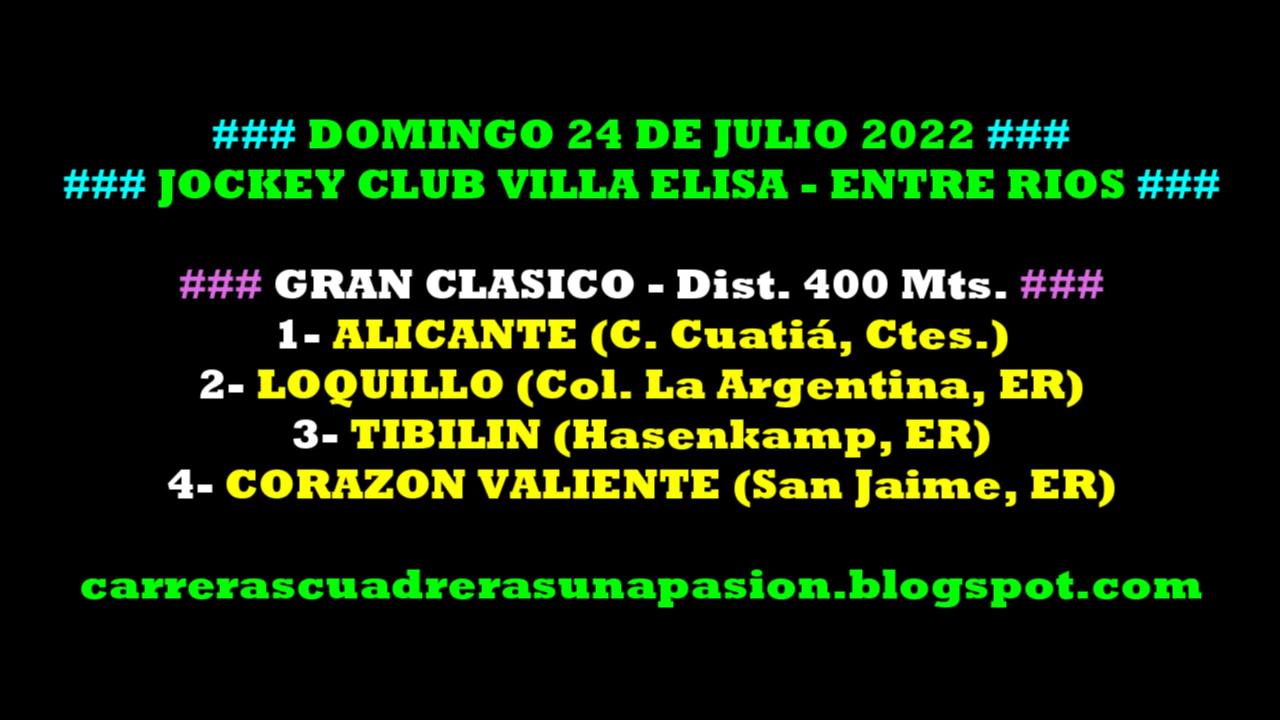 ### DOMINGO 24 DE JULIO 2022 ###
### JOCKEY CLUB VILLA ELISA - ENTRE RIOS ###
### GRAN CLASICO - Dist. 400 Mts. ###
1- ALICANTE (C. Cuatiá, Ctes.)
2- LOQUILLO (Col. La Argentina, ER)
3- TIBILIN (Hasenkamp, ER)
4- CORAZON VALIENTE (San Jaime, ER)
carrerascuadrerasunapasion.blogspot.com